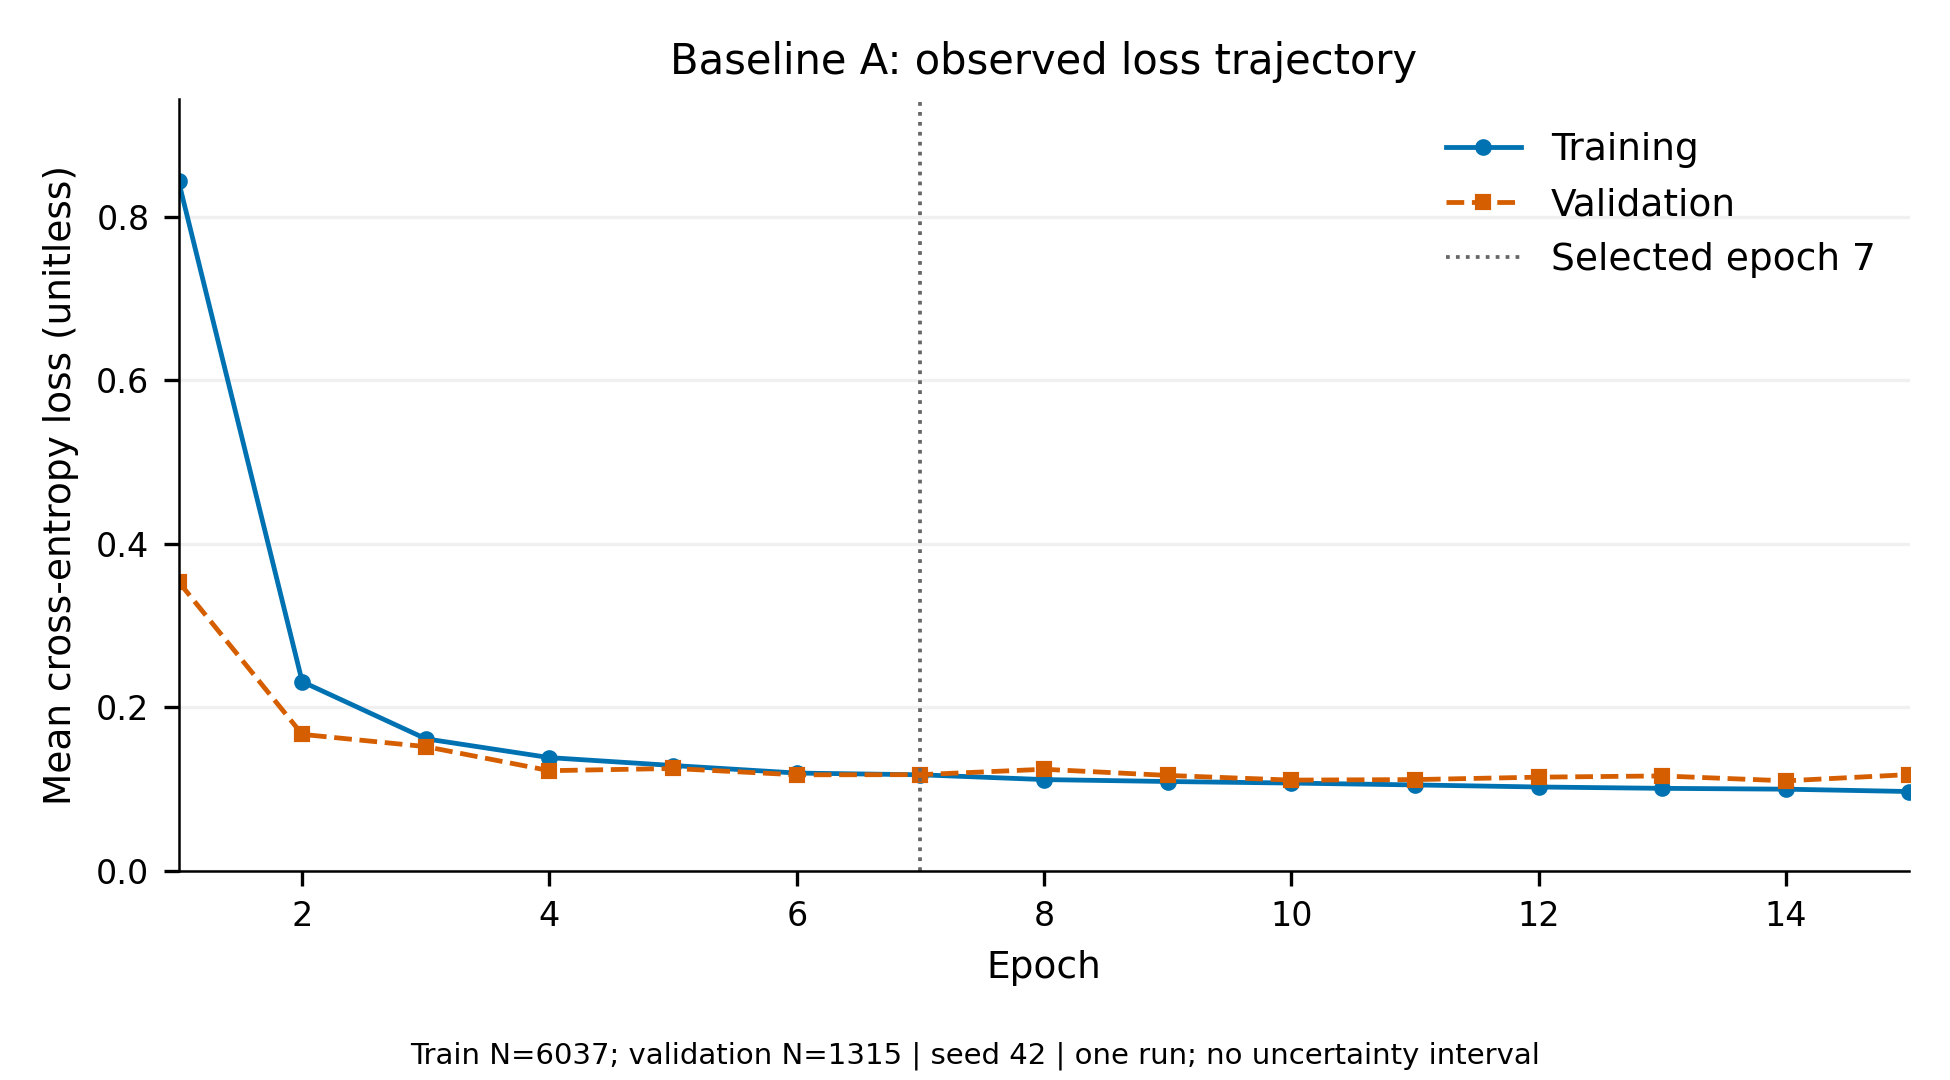 Baseline A: observed loss trajectory
Training
Validation
Selected epoch 7
Mean cross-entropy loss (unitless)
0.8
0.6
0.4
0.2
0.0
2 4 6 8 10 12 14
Epoch
Train N=6037; validation N=1315 | seed 42 | one run; no uncertainty interval